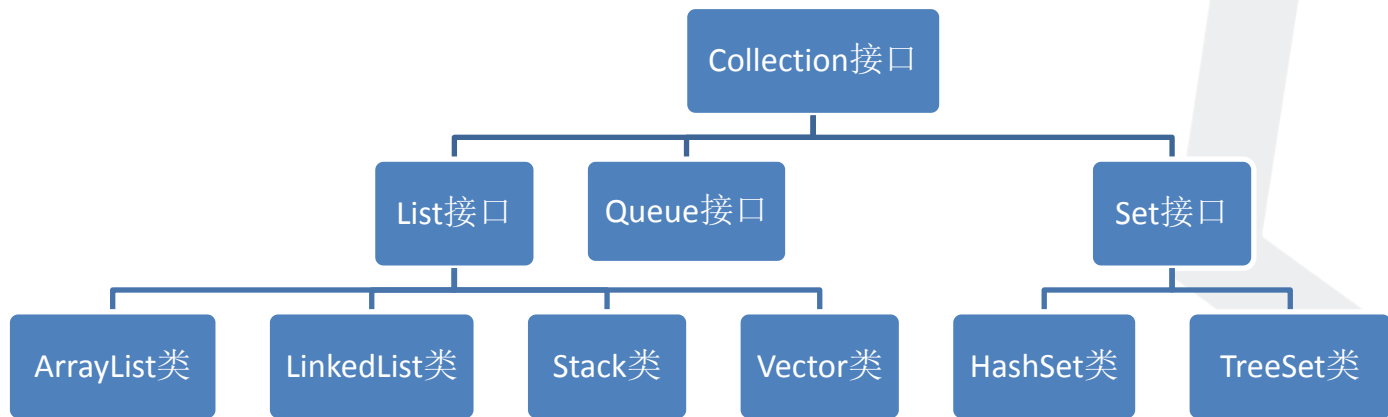 Collection接口
List接口
Queue接口
Set接口
ArrayList类
LinkedList类
Stack类
Vector类
HashSet类
TreeSet类